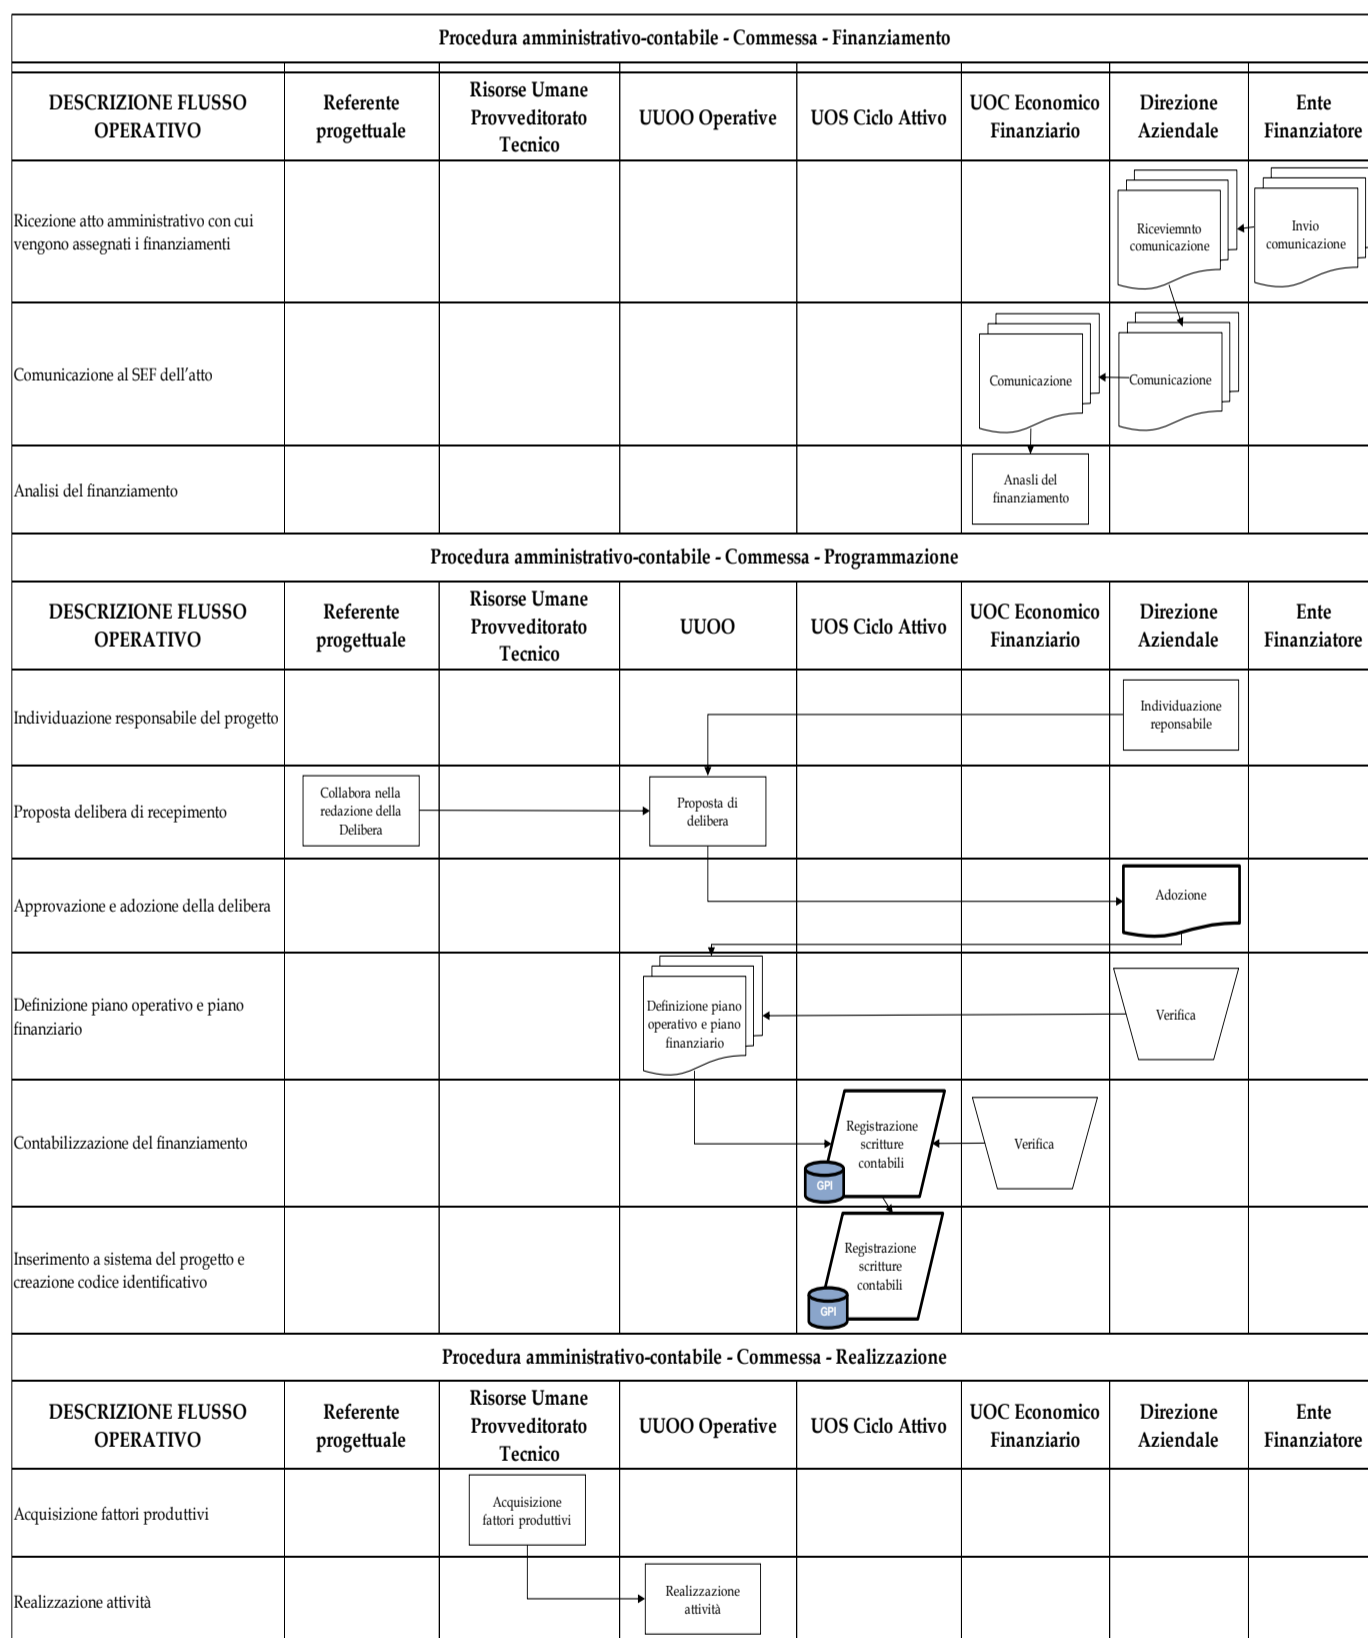 Procedura amministrativo-contabile - Commessa - Finanziamento
DESCRIZIONE FLUSSO
OPERATIVO
Referente
progettuale
Risorse Umane
Provveditorato
Tecnico
UUOO Operative
UOS Ciclo Attivo
UOC Economico
Finanziario
Direzione
Aziendale
Ente
Finanziatore
Ricezione atto amministrativo con cui
vengono assegnati i finanziamenti
Riceviemnto
comunicazione
Invio
comunicazione
Comunicazione al SEF dell'atto
Comunicazione
Comunicazione
Analisi del finanziamento
Anasli del
finanziamento
Procedura amministrativo-contabile - Commessa - Programmazione
DESCRIZIONE FLUSSO
OPERATIVO
Referente
progettuale
Risorse Umane
Provveditorato
Tecnico
UUOO
UOS Ciclo Attivo
UOC Economico
Finanziario
Direzione
Aziendale
Ente
Finanziatore
Individuazione responsabile del progetto
Individuazione
reponsabile
Proposta delibera di recepimento
Collabora nella
redazione della
Delibera
Proposta di
delibera
Approvazione e adozione della delibera
Adozione
Definizione piano operativo e piano
finanziario
Definizione piano
operativo e piano
finanziario
Verifica
Contabilizzazione del finanziamento
Registrazione
scritture
contabili
GPI
Verifica
Inserimento a sistema del progetto e
creazione codice identificativo
Registrazione
scritture
contabili
GPI
Procedura amministrativo-contabile - Commessa - Realizzazione
DESCRIZIONE FLUSSO
OPERATIVO
Referente
progettuale
Risorse Umane
Provveditorato
Tecnico
UUOO Operative
UOS Ciclo Attivo
UOC Economico
Finanziario
Direzione
Aziendale
Ente
Finanziatore
Acquisizione fattori produttivi
Acquisizione
fattori produttivi
Realizzazione attività
Realizzazione
attività